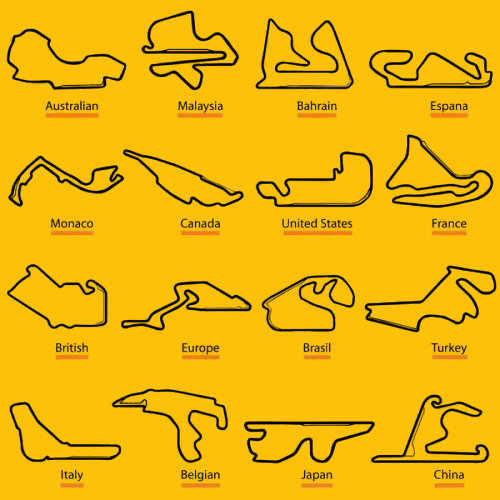 Australian
Malaysia
Bahrain
Espana
Monaco
Canada
United States
France
British
Europe
Brasil
Turkey
Italy
Belgian
Japan
China